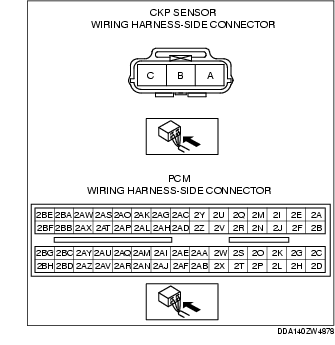 CKP SENSOR
WIRING HARNESS-SIDE CONNECTOR
C B A
PCM
WIRING HARNESS-SIDE CONNECTOR
2BE 2BA 2AW 2AS 2AO 2AK 2AG 2AC 2Y 2U 2Q 2M 2I 2E 2A
2BF 2BB 2AX 2AT 2AP 2AL 2AH 2AD 2Z 2V 2R 2N 2J 2F 2B
2BG 2BC 2AY 2AU 2AQ 2AM 2AI 2AE 2AA 2W 2S 2O 2K 2G 2C
2BH 2BD 2AZ 2AV 2AR 2AN 2AJ 2AF 2AB 2X 2T 2P 2L 2H 2D
DDA140ZW4878